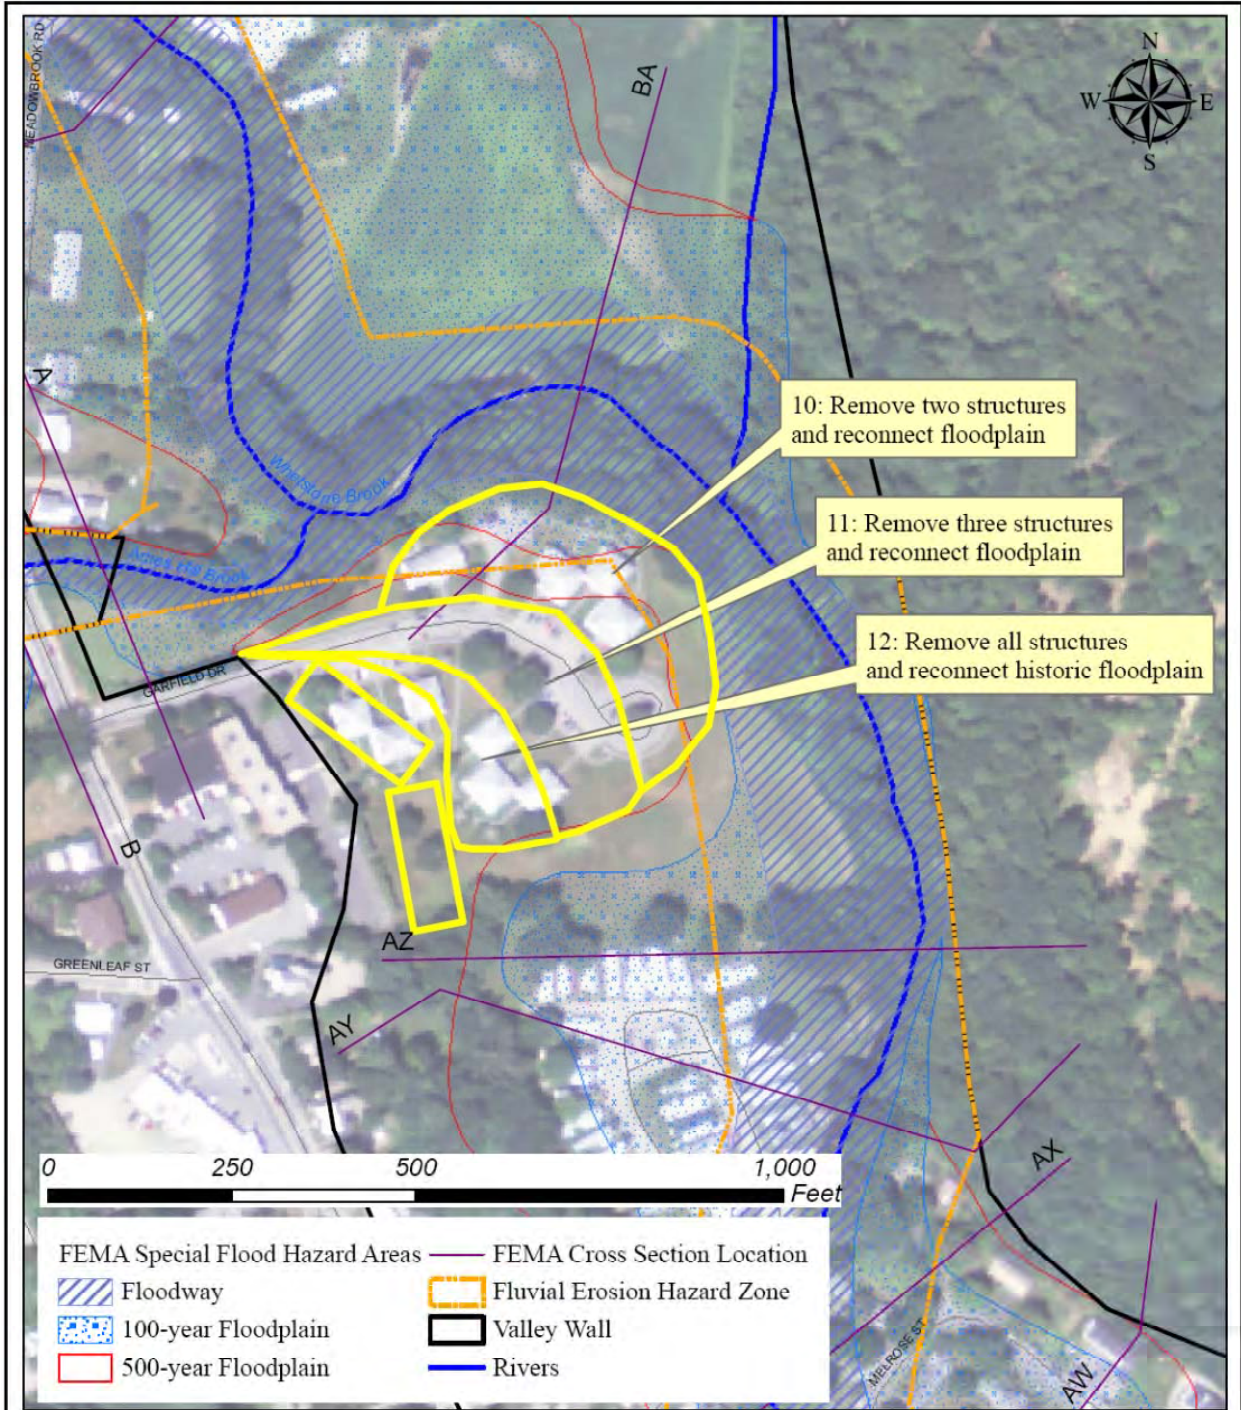 MEADOWBROOK RD
BA
N
W E
S
A
10: Remove two structures
and reconnect floodplain
Whetstone Brook
11: Remove three structures
and reconnect floodplain
Ames Hill Brook
12: Remove all structures
and reconnect historic floodplain
GARFIELD DR
B
AZ
GREENLEAF ST
AY
AX
0 250 500 1,000
Feet
FEMA Special Flood Hazard Areas
Floodway
100-year Floodplain
500-year Floodplain
FEMA Cross Section Location
Fluvial Erosion Hazard Zone
Valley Wall
Rivers
MELROSE ST
AW